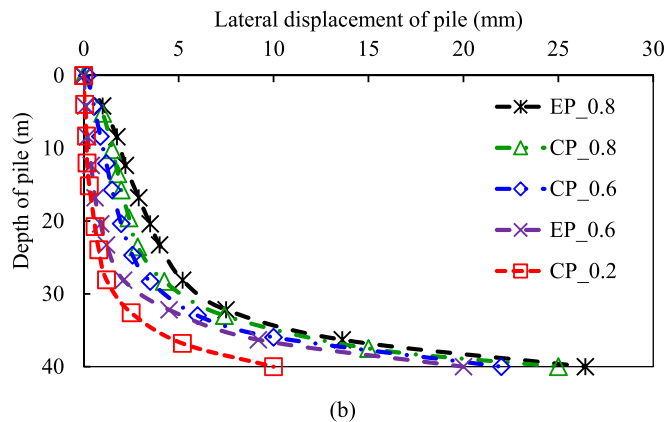 Lateral displacement of pile (mm)
0 5 10 15 20 25 30
0
10
20
30
40
Depth of pile (m)
EP_0.8
CP_0.8
CP_0.6
EP_0.6
CP_0.2
(b)